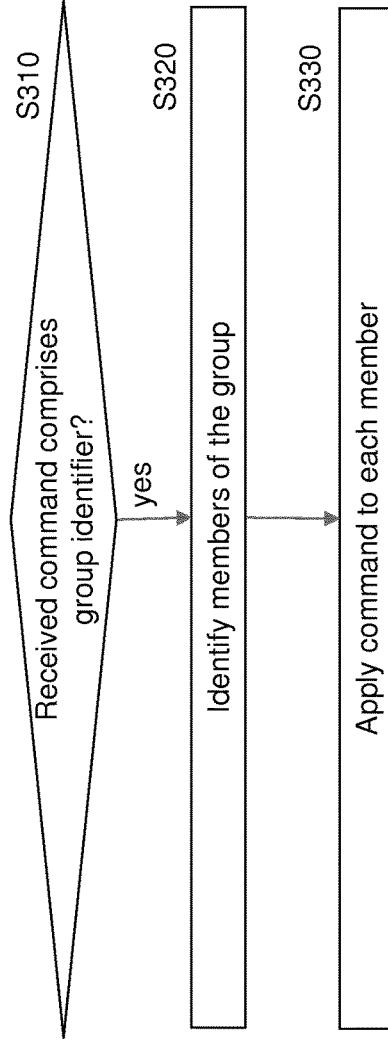 S310
Received command comprises
group identifier?
yes
S320
Identify members of the group
S330
Apply command to each member